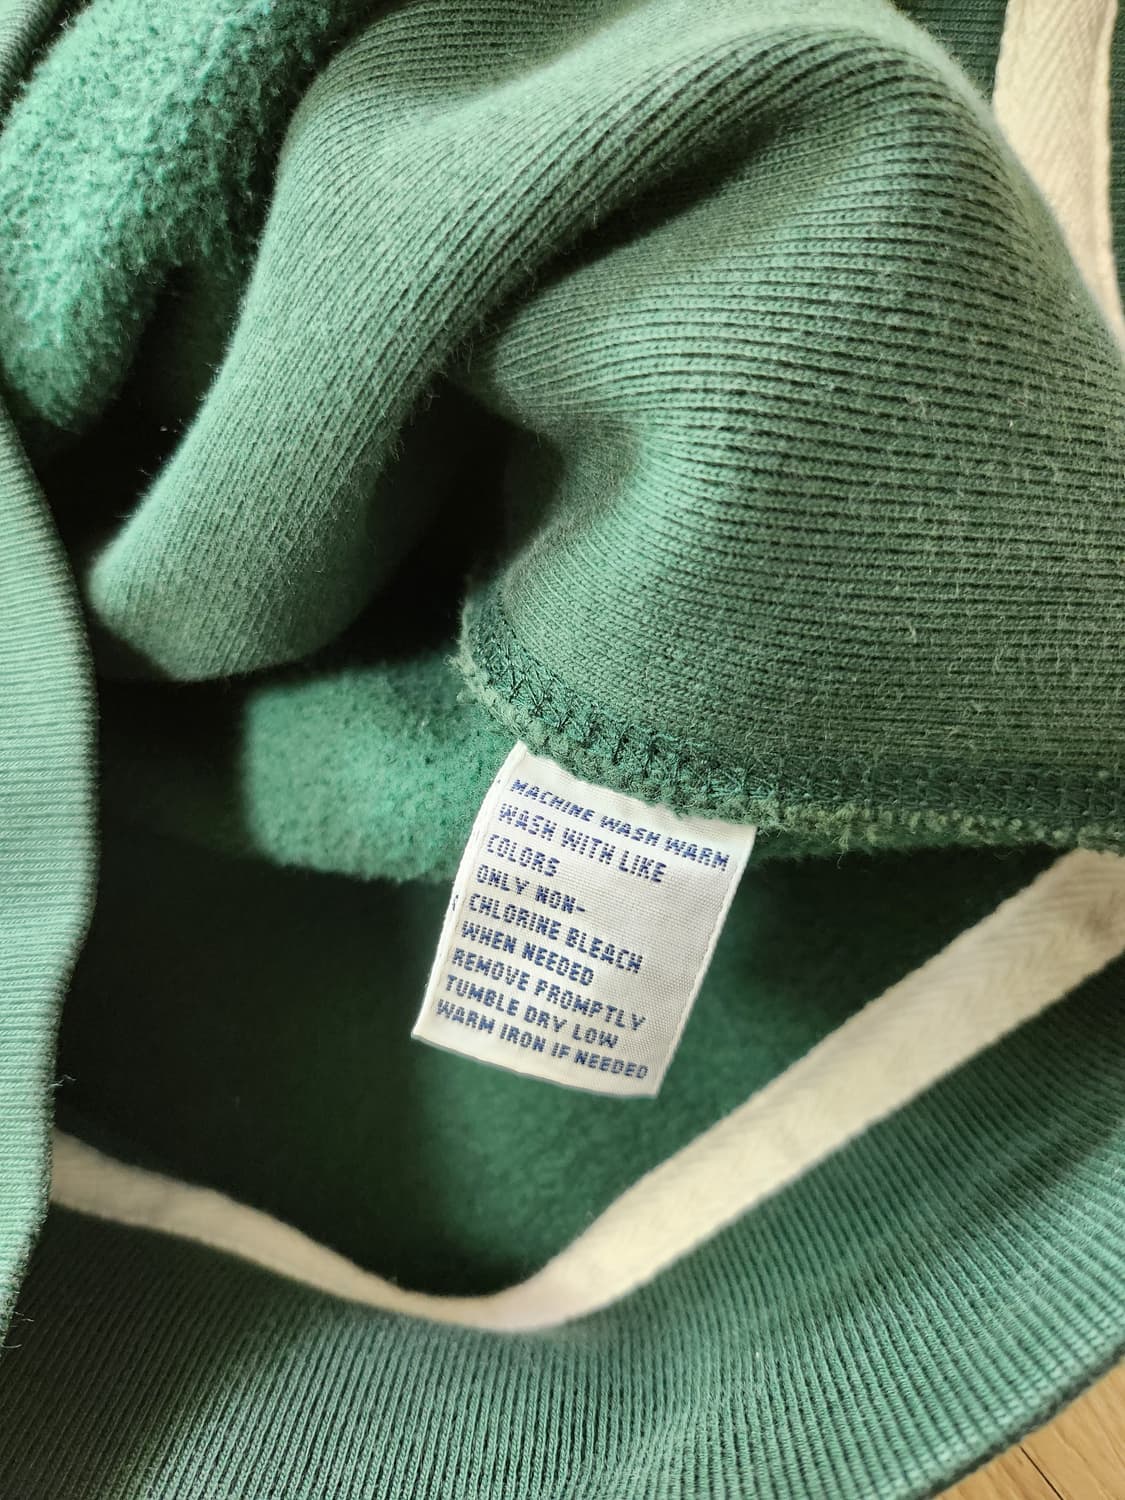 MACHINE WASH WARM
WASH WITH LIKE
COLORS
ONLY NON-
CHLORINE BLEACH
WHEN NEEDED
REMOVE PROMPTLY
TUMBLE DRY LOW
WARM IRON IF NEEDED